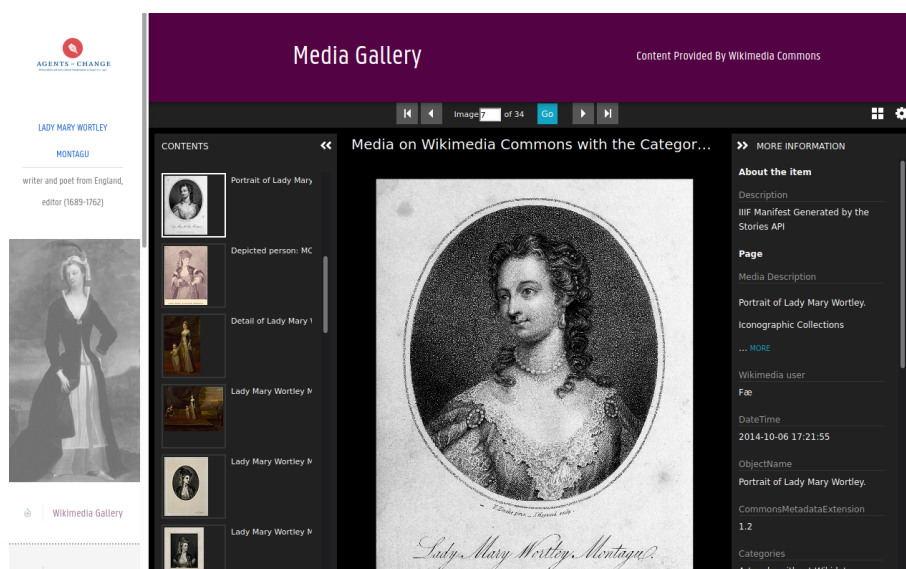 AGENTS of CHANGE
LADY MARY WORTLEY
MONTAGU
writer and poet from England,
editor (1689-1762)
Wikimedia Gallery
Media Gallery
Content Provided By Wikimedia Commons
Image 7 of 34 Go
CONTENTS
Portrait of Lady Mary
Depicted person: MO
Detail of Lady Mary
Lady Mary Wortley M
Lady Mary Wortley M
Lady Mary Wortley M
Media on Wikimedia Commons with the Categor...
Lady Mary Wortley Montagu.
MORE INFORMATION
About the item
Description
IIIF Manifest Generated by the
Stories API
Page
Media Description
Portrait of Lady Mary Wortley.
Iconographic Collections
... MORE
Wikimedia user
Fæ
DateTime
2014-10-06 17:21:55
ObjectName
Portrait of Lady Mary Wortley.
CommonsMetadataExtension
1.2
Categories